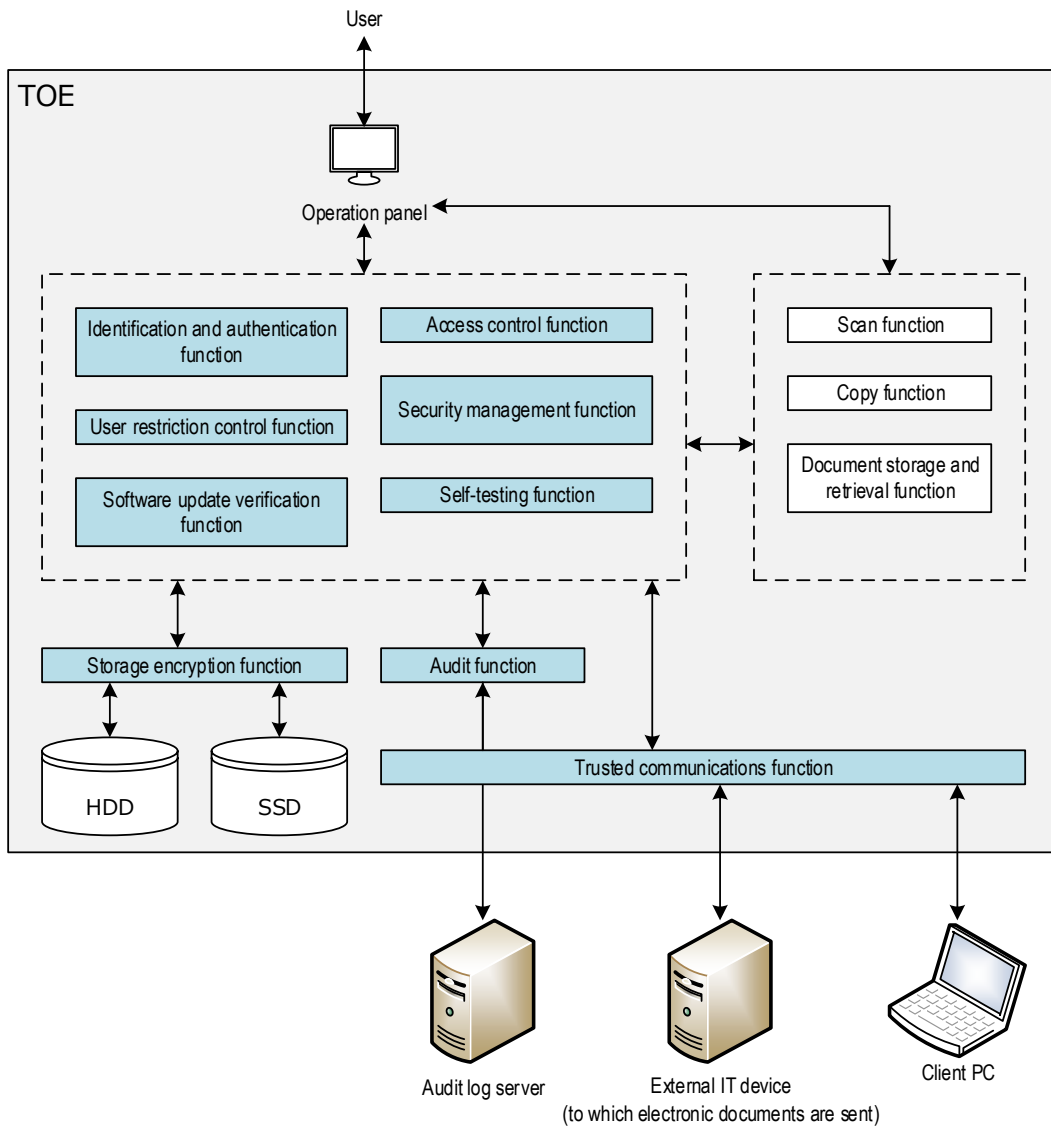 User
TOE
Operation panel
Identification and authentication
function
Access control function
User restriction control function
Security management function
Software update verification
function
Self-testing function
Scan function
Copy function
Document storage and
retrieval function
Storage encryption function
Audit function
HDD
SSD
Trusted communications function
Audit log server
External IT device
(to which electronic documents are sent)
Client PC